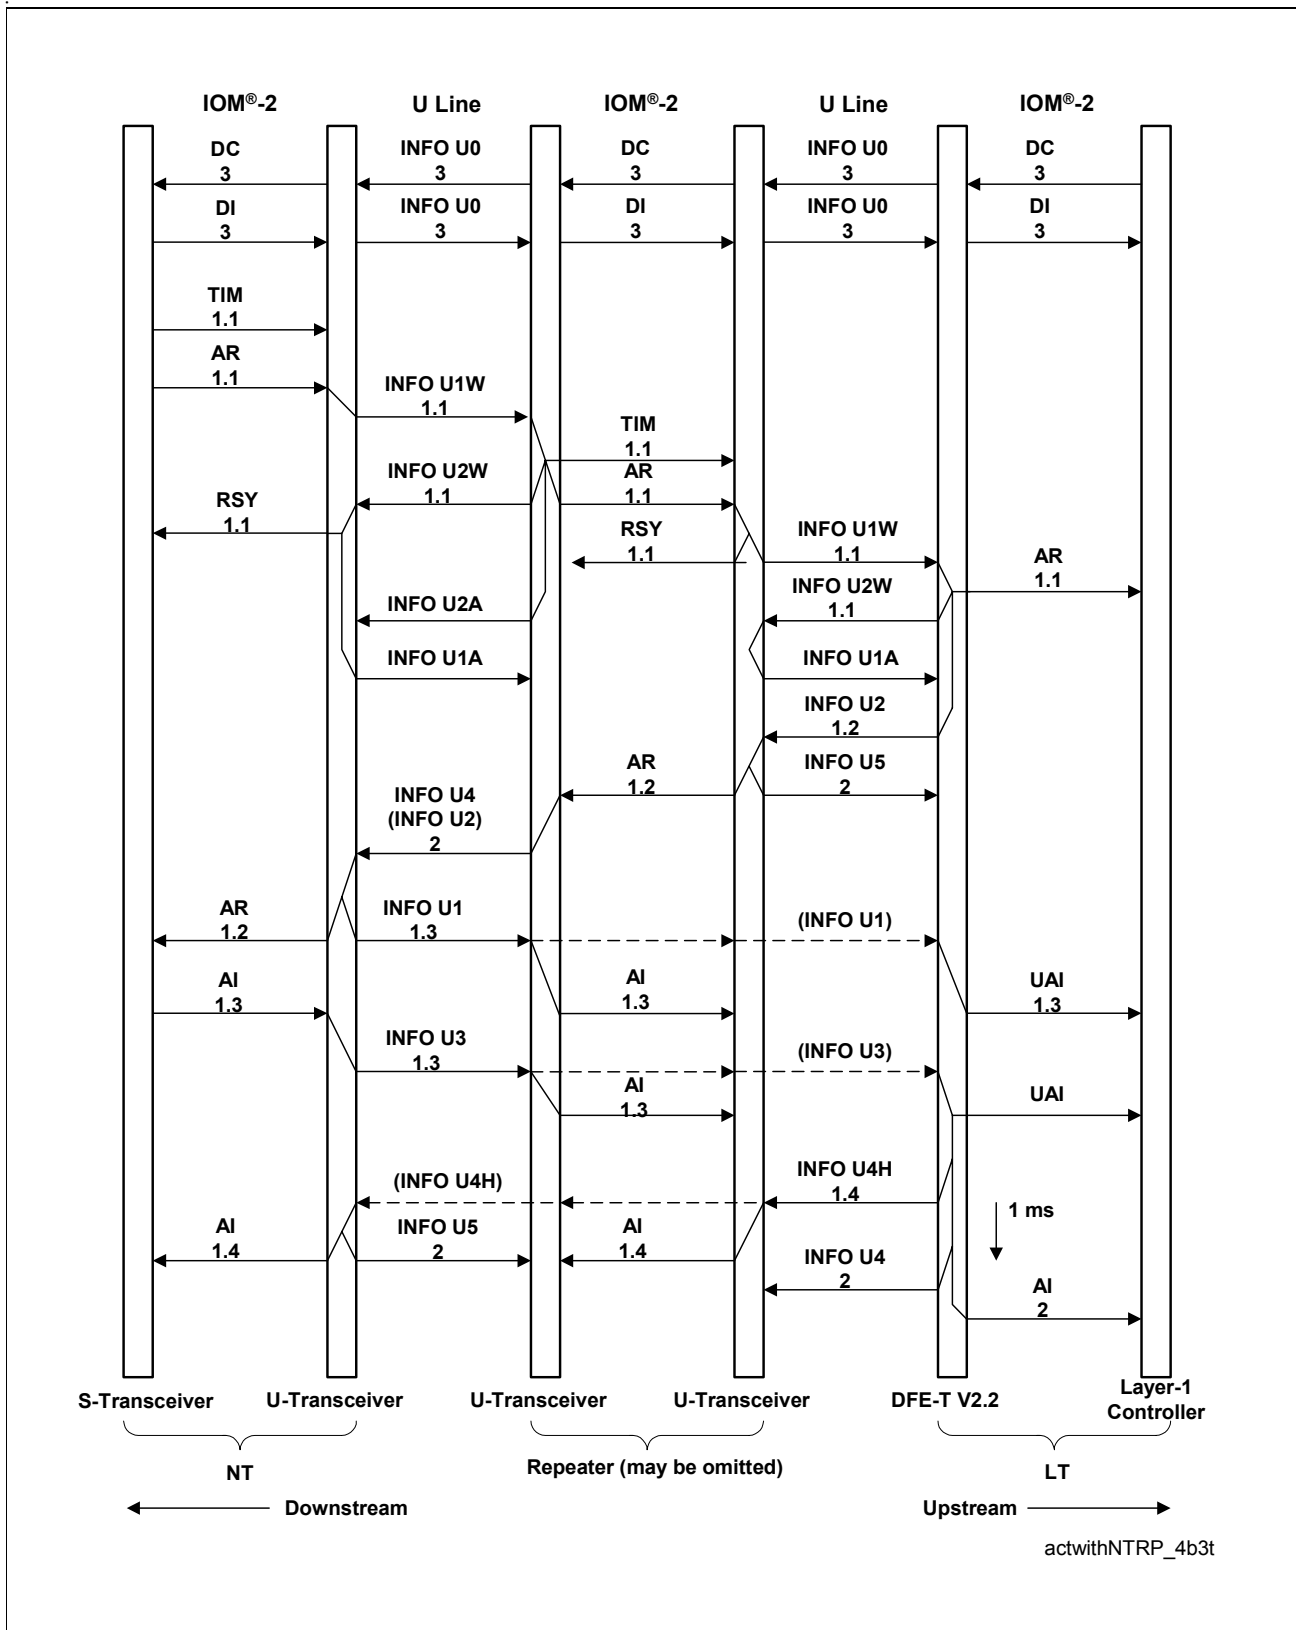 IOM®-2 U Line IOM®-2 U Line IOM®-2
DC INFO U0 DC INFO U0 DC
3 3 3 3 3
DI INFO U0 DI INFO U0 DI
3 3 3 3 3
TIM
1.1
AR
1.1
INFO U1W
1.1
TIM
1.1
INFO U2W AR
1.1 1.1
RSY
1.1
RSY INFO U1W
1.1 1.1
AR
1.1
INFO U2W
1.1
INFO U2A
INFO U1A INFO U1A
INFO U2
1.2
AR INFO U5
1.2 2
INFO U4
(INFO U2)
2
AR INFO U1 (INFO U1)
1.2 1.3
AI AI UAI
1.3 1.3 1.3
INFO U3 (INFO U3)
1.3
AI UAI
1.3
(INFO U4H) INFO U4H
1.4
1 ms
AI INFO U5 AI
1.4 2 1.4
INFO U4
2
AI
2
S-Transceiver U-Transceiver U-Transceiver U-Transceiver DFE-T V2.2 Layer-1
Controller
NT Repeater (may be omitted) LT
Downstream Upstream
actwithNTRP_4b3t